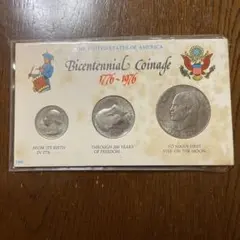 THE UNITED STATES OF AMERICA
Bicentennial Coinage
1776-1976
FROM ITS BIRTH
IN 1776
THROUGH 200 YEARS
OF FREEDOM
TO MAN'S FIRST
STEP ON THE MOON